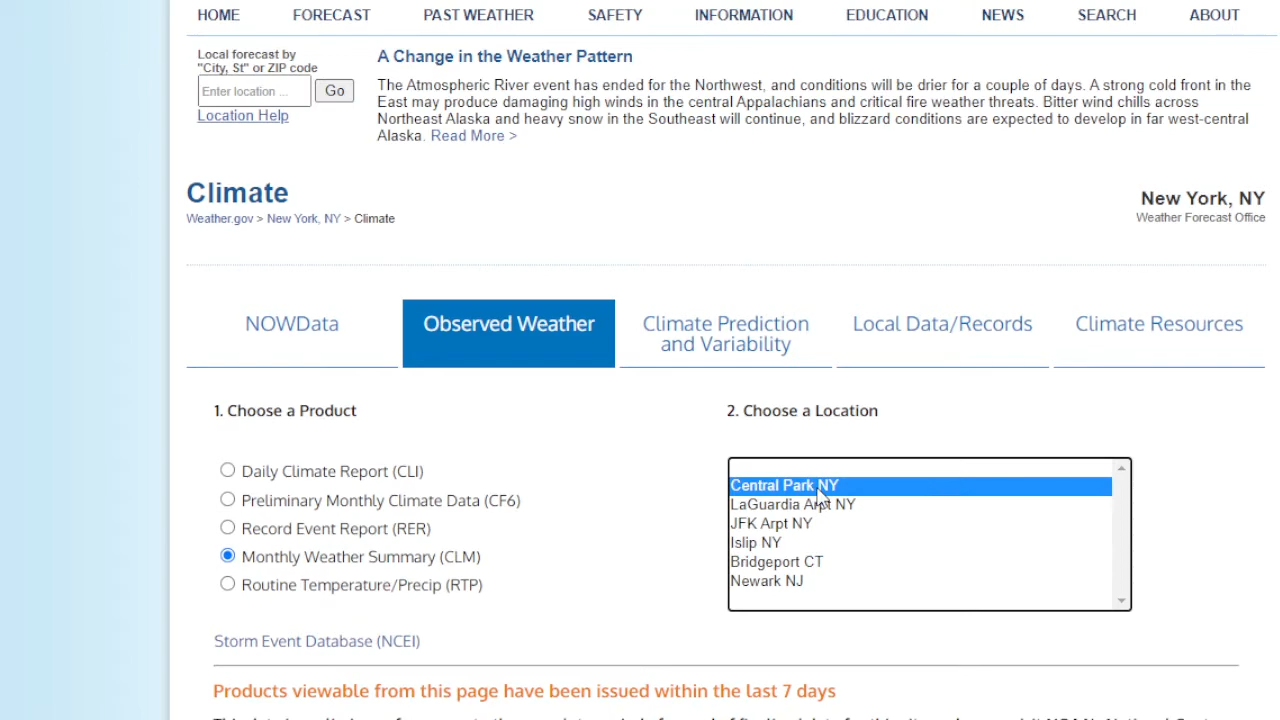 HOME FORECAST PAST WEATHER SAFETY INFORMATION EDUCATION NEWS SEARCH ABOUT
Local forecast by
"City, St" or ZIP code
Enter location ...
Go
Location Help
A Change in the Weather Pattern
The Atmospheric River event has ended for the Northwest, and conditions will be drier for a couple of days. A strong cold front in the
East may produce damaging high winds in the central Appalachians and critical fire weather threats. Bitter wind chills across
Northeast Alaska and heavy snow in the Southeast will continue, and blizzard conditions are expected to develop in far west-central
Alaska. Read More >
Climate
Weather.gov > New York, NY > Climate
New York, NY
Weather Forecast Office
NOWData
Observed Weather
Climate Prediction
and Variability
Local Data/Records
Climate Resources
1. Choose a Product
Daily Climate Report (CLI)
Preliminary Monthly Climate Data (CF6)
Record Event Report (RER)
Monthly Weather Summary (CLM)
Routine Temperature/Precip (RTP)
2. Choose a Location
Central Park NY
LaGuardia Arpt NY
JFK Arpt NY
Islip NY
Bridgeport CT
Newark NJ
Storm Event Database (NCEI)
Products viewable from this page have been issued within the last 7 days